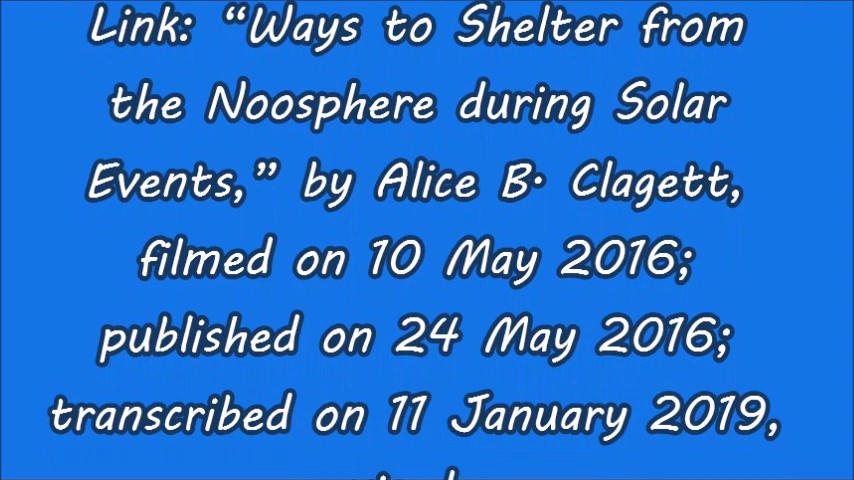 Link: “Ways to Shelter from
the Noosphere during Solar
Events,” by Alice B. Clagett,
filmed on 10 May 2016;
published on 24 May 2016;
transcribed on 11 January 2019,